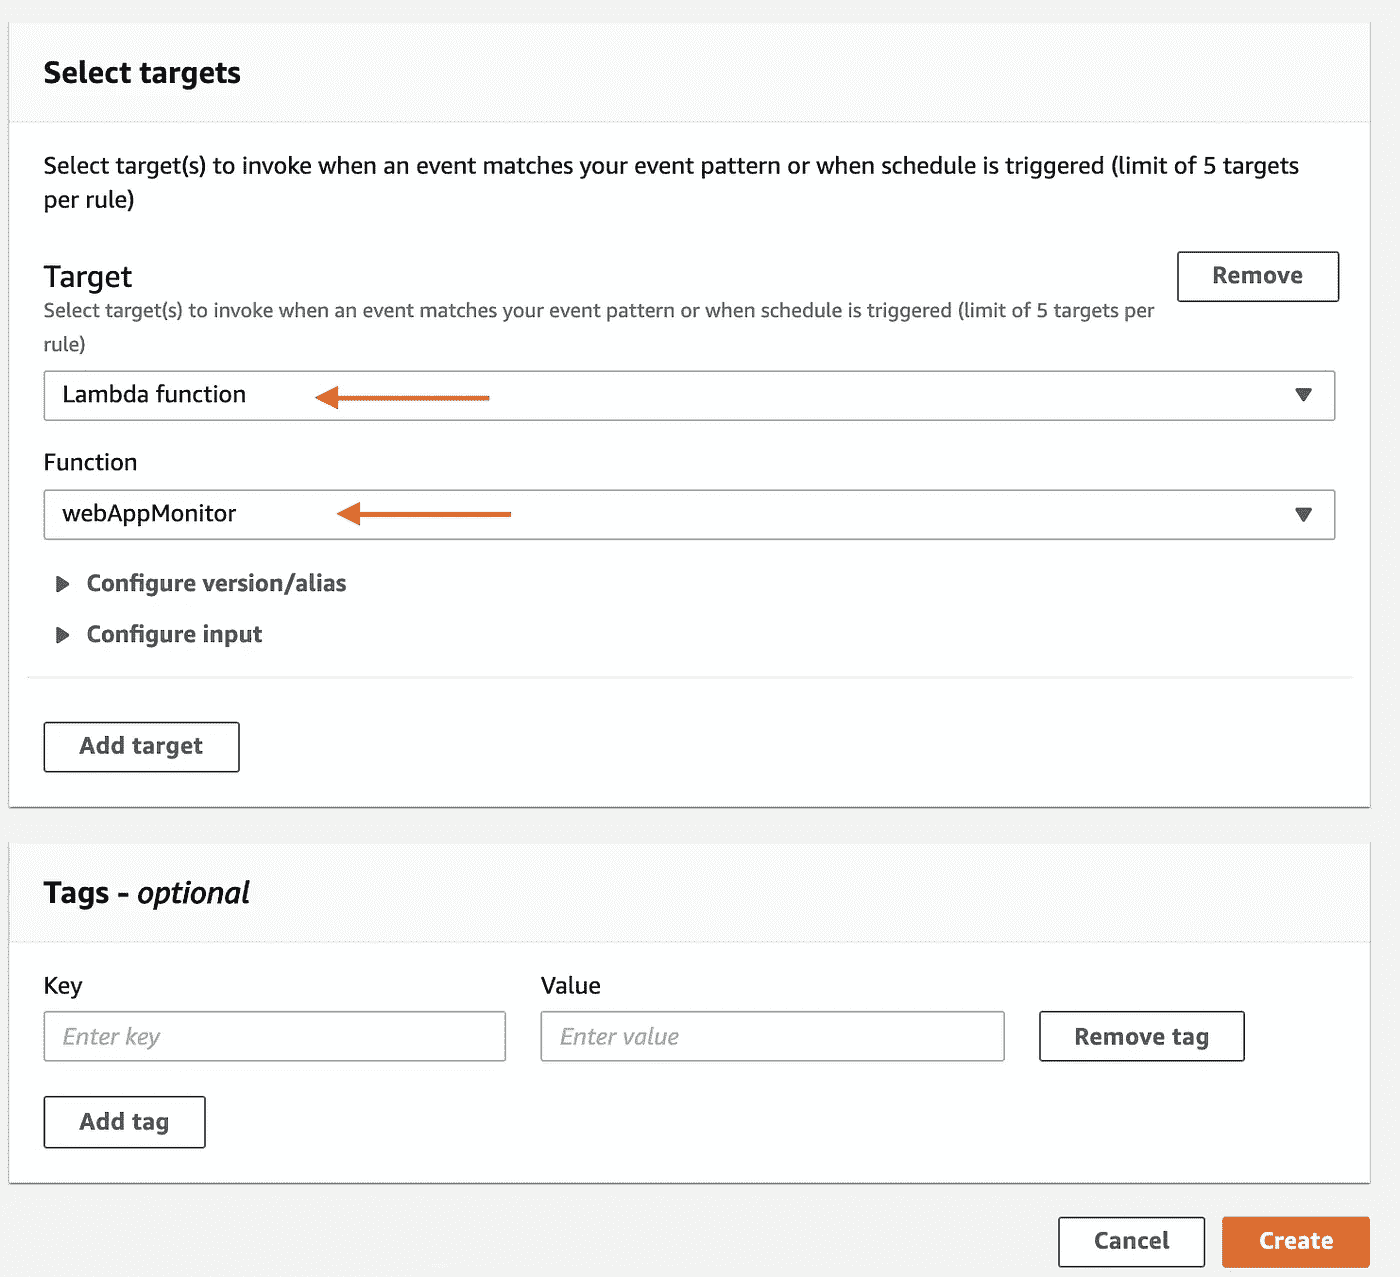 Select targets
Select target(s) to invoke when an event matches your event pattern or when schedule is triggered (limit of 5 targets
per rule)
Target
Remove
Select target(s) to invoke when an event matches your event pattern or when schedule is triggered (limit of 5 targets per
rule)
Lambda function
Function
webAppMonitor
Configure version/alias
Configure input
Add target
Tags - optional
Key
Value
Enter key
Enter value
Remove tag
Add tag
Cancel
Create